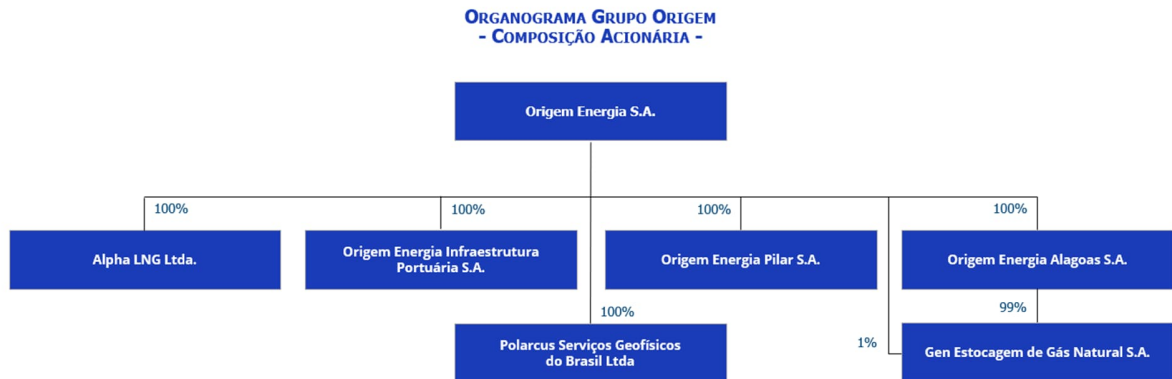 ORGANOGRAMA GRUPO ORIGEM
- COMPOSIÇÃO ACIONÁRIA -
Origem Energia S.A.
100%
100%
100%
100%
Alpha LNG Ltda.
Origem Energia Infraestrutura
Portuária S.A.
Origem Energia Pilar S.A.
Origem Energia Alagoas S.A.
100%
99%
Polarcus Serviços Geofísicos
do Brasil Ltda
1%
Gen Estocagem de Gás Natural S.A.